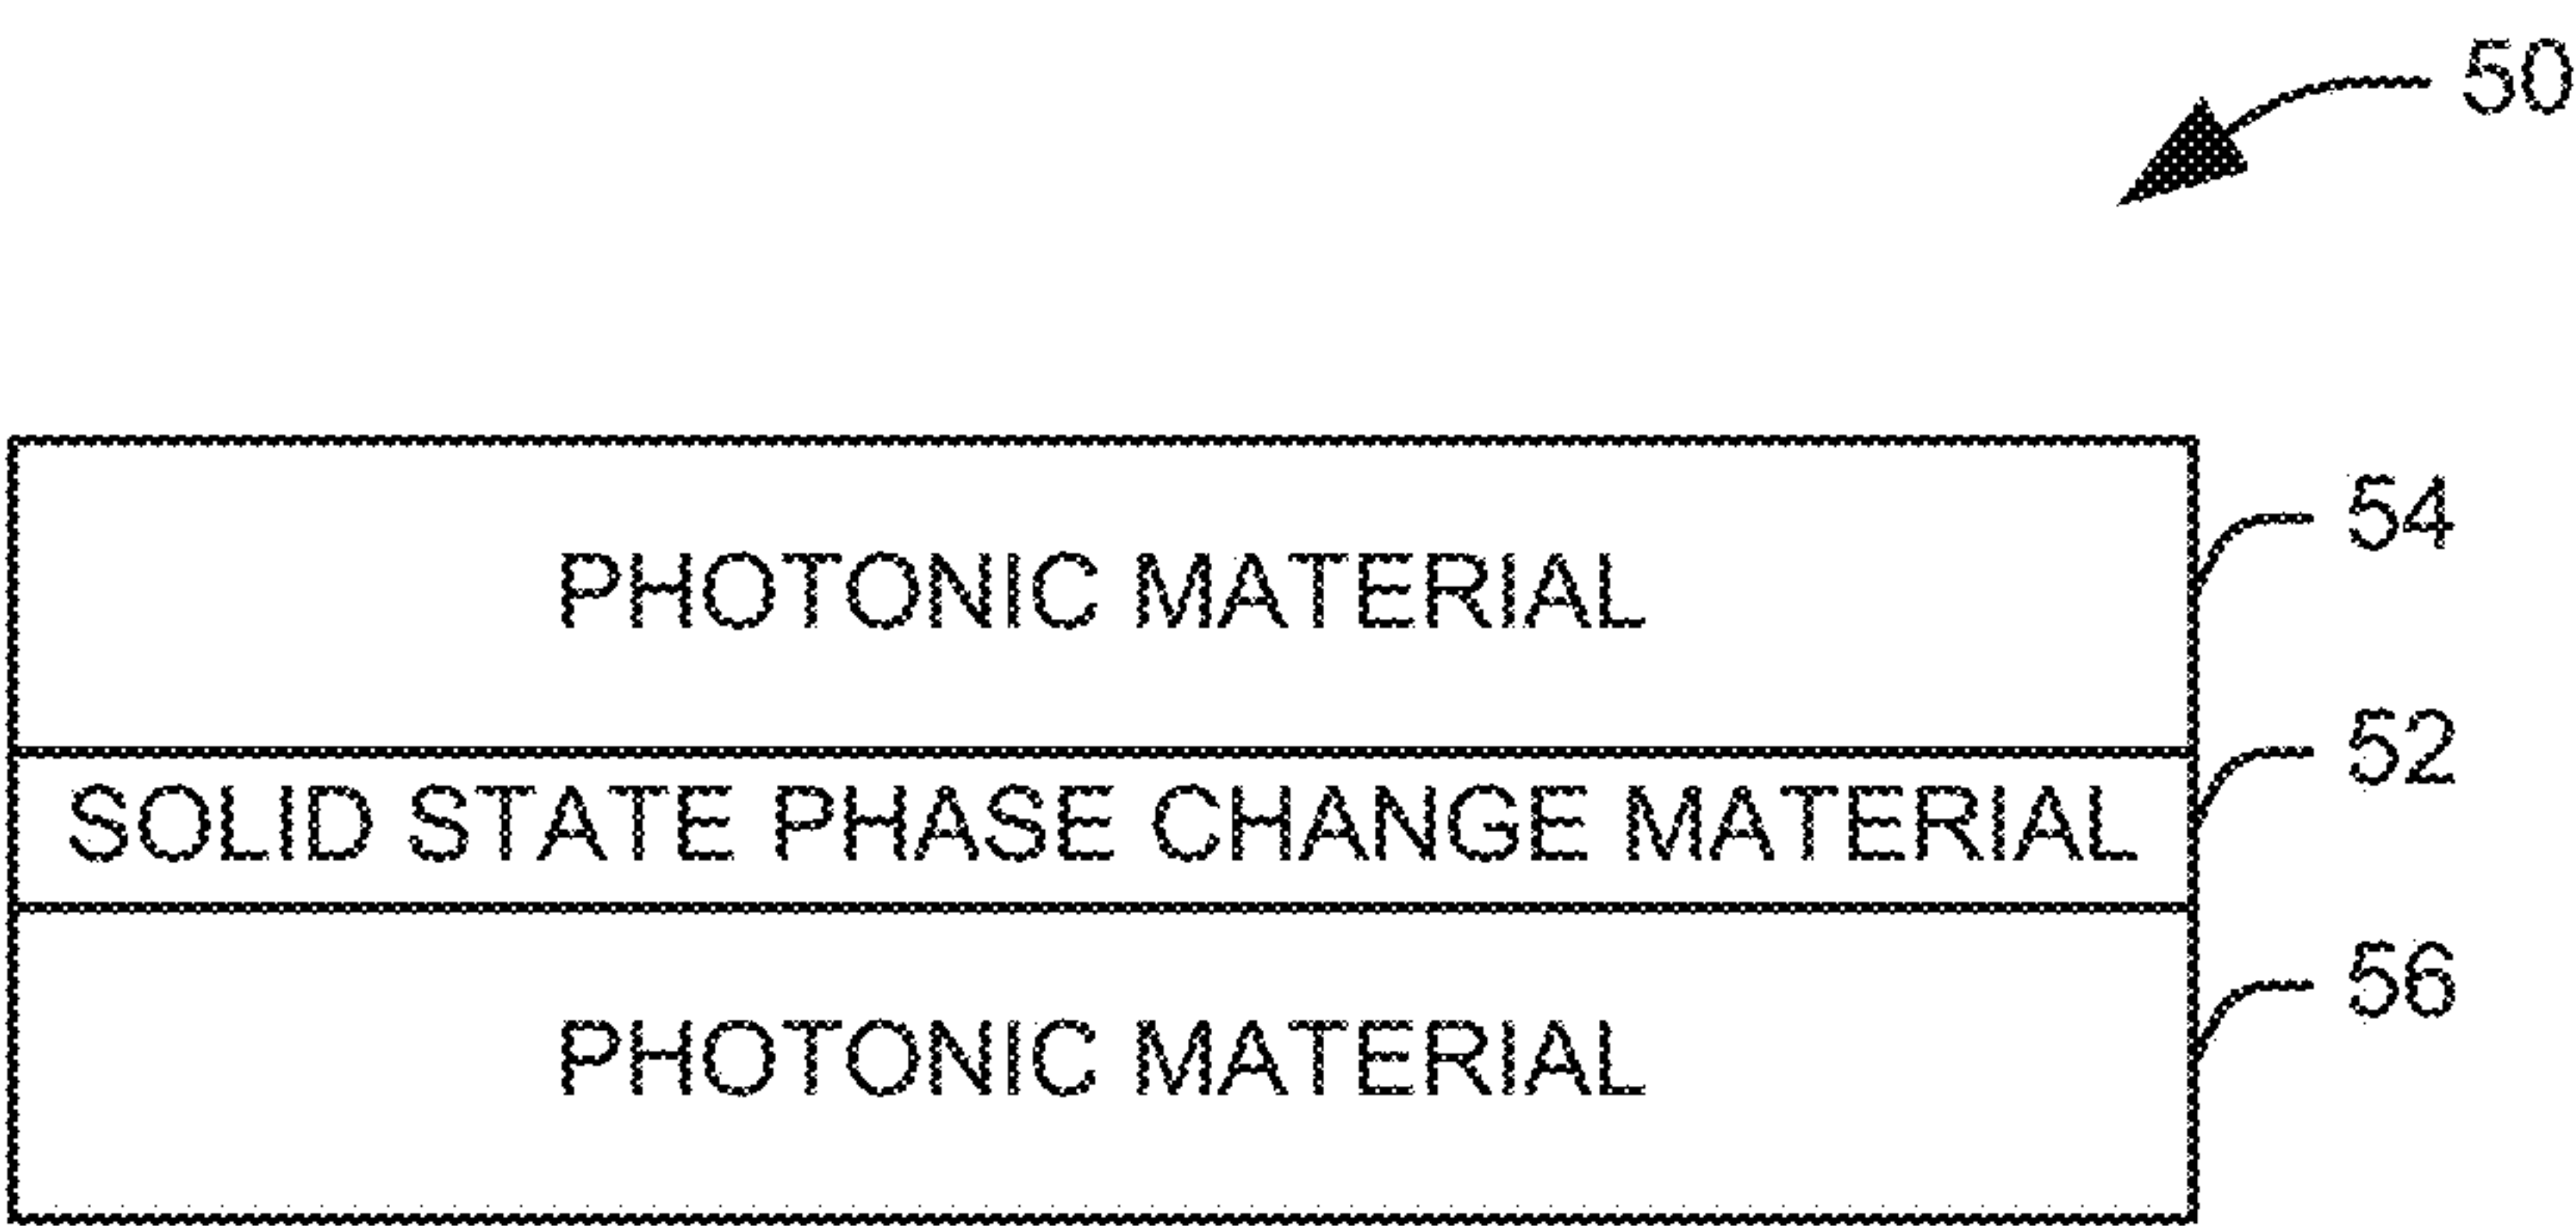 50
54
PHOTONIC MATERIAL
52
SOLID STATE PHASE CHANGE MATERIAL
56
PHOTONIC MATERIAL